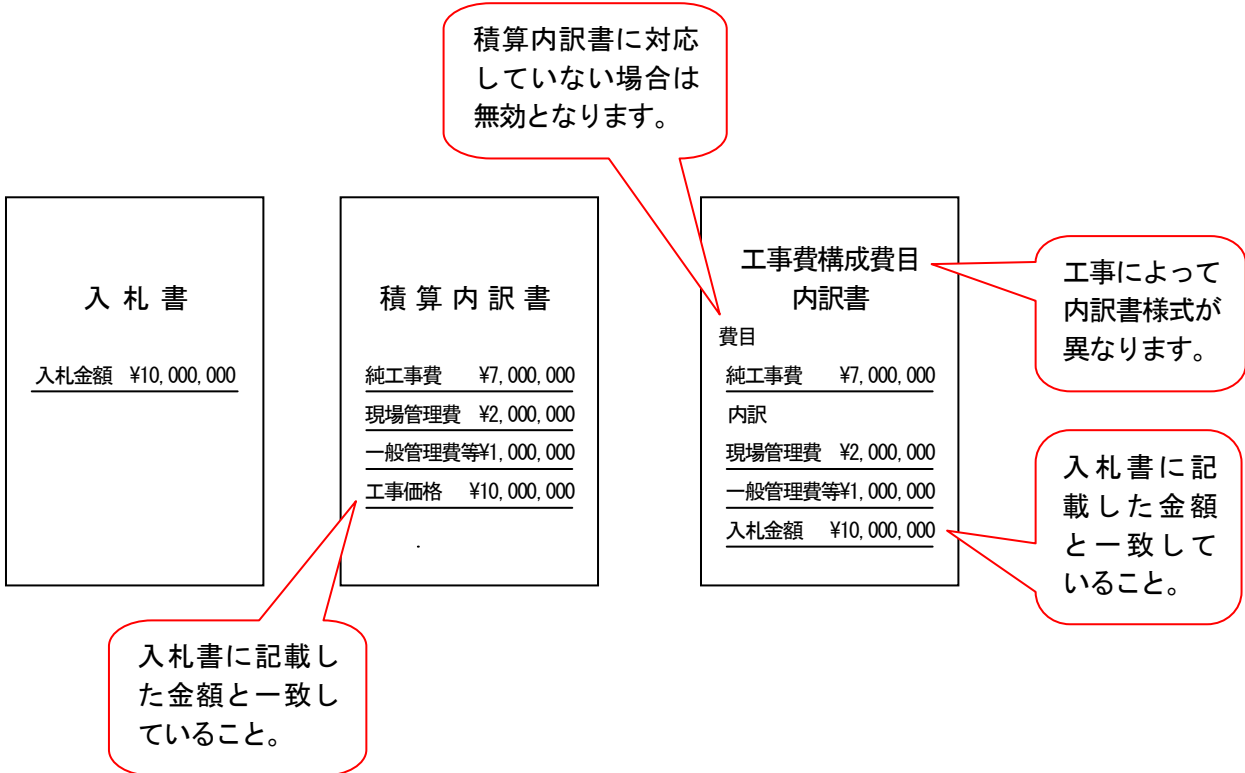 積算内訳書に対応
していない場合は
無効となります。
入札書
入札金額 ¥10,000,000
積算内訳書
純工事費 ¥7,000,000
現場管理費 ¥2,000,000
一般管理費等¥1,000,000
工事価格 ¥10,000,000
.
入札書に記載し
た金額と一致し
ていること。
工事費構成費目
内訳書
費目
純工事費 ¥7,000,000
内訳
現場管理費 ¥2,000,000
一般管理費等¥1,000,000
入札金額 ¥10,000,000
工事によって
内訳書様式が
異なります。
入札書に記
載した金額
と一致して
いること。